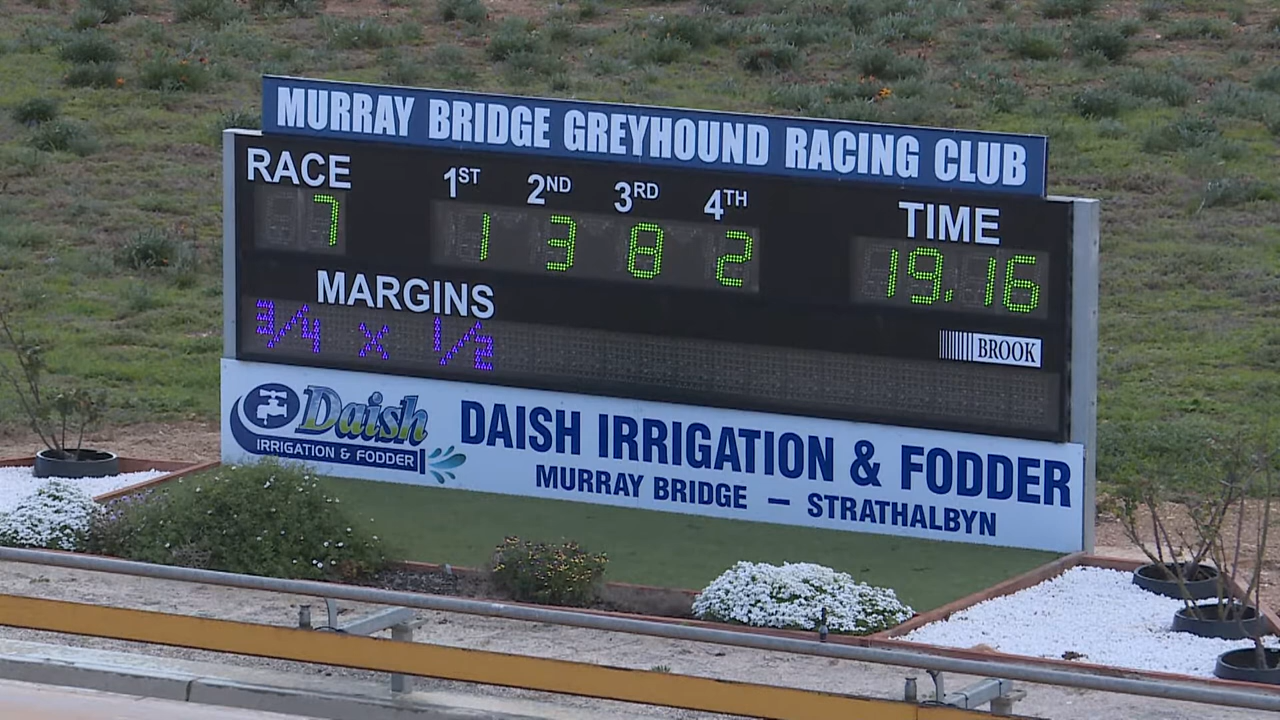 MURRAY BRIDGE GREYHOUND RACING CLUB
RACE 1ST 2ND 3RD 4TH TIME
7 1 3 8 2 19.16
MARGINS
3/4 x 1/2
BROOK
Daish
IRRIGATION & FODDER
DAISH IRRIGATION & FODDER
MURRAY BRIDGE – STRATHALBYN